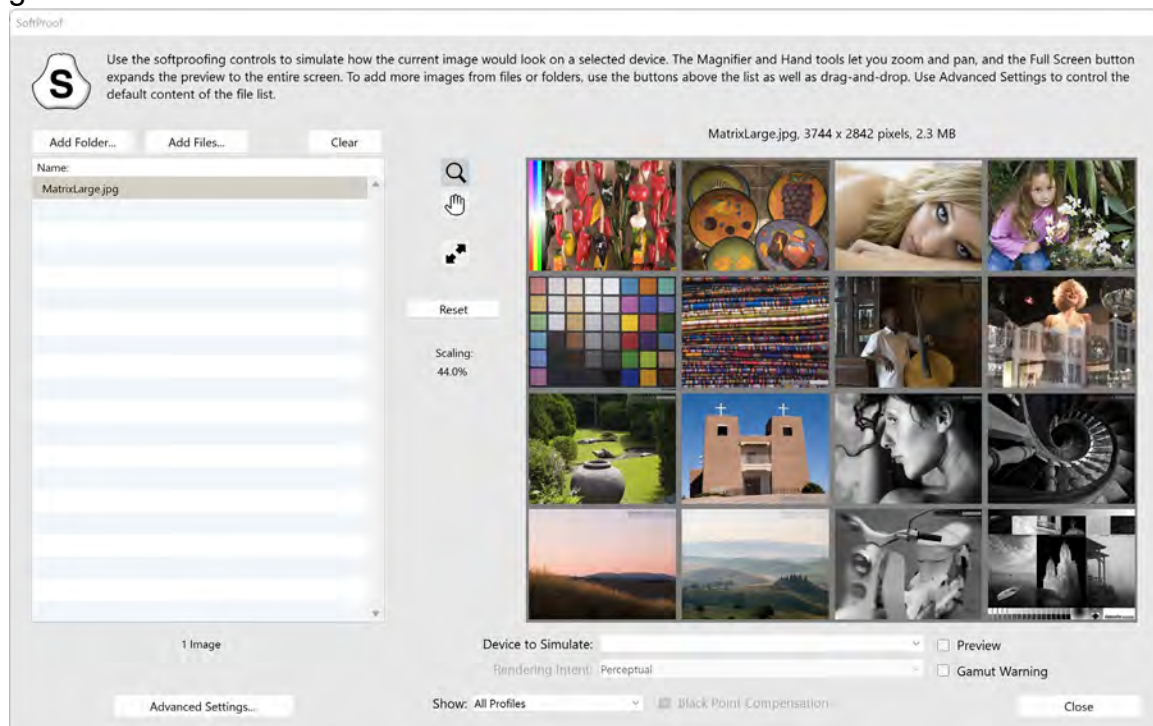 g
SoftProof
Use the softproofing controls to simulate how the current image would look on a selected device. The Magnifier and Hand tools let you zoom and pan, and the Full Screen button
expands the preview to the entire screen. To add more images from files or folders, use the buttons above the list as well as drag-and-drop. Use Advanced Settings to control the
default content of the file list.
S
Add Folder...
Add Files...
Clear
MatrixLarge.jpg, 3744 x 2842 pixels, 2.3 MB
Name:
MatrixLarge.jpg
Reset
Scaling:
44.0%
1 Image
Device to Simulate:
Preview
Rendering Intent: Perceptual
Gamut Warning
Advanced Settings...
Show: All Profiles
Black Point Compensation
Close